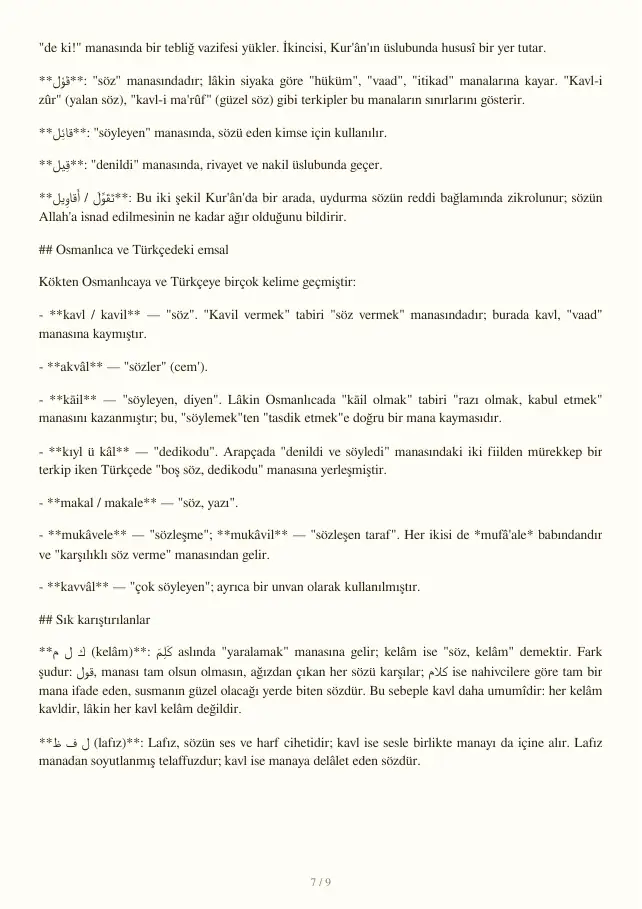 "de ki!" manasında bir tebliğ vazifesi yükler. İkincisi, Kur'ân'ın üslubunda hususî bir yer tutar.
**قَوْل**: "söz" manasındadır; lâkin siyaka göre "hüküm", "vaad", "itikad" manalarına kayar. "Kavl-i
zûr" (yalan söz), "kavl-i ma'rûf" (güzel söz) gibi terkipler bu manaların sınırlarını gösterir.
**قائِل**: "söyleyen" manasında, sözü eden kimse için kullanılır.
**قِيل**: "denildi" manasında, rivayet ve nakil üslubunda geçer.
**تَقَوَّلَ / أَقاوِيل**: Bu iki şekil Kur'ân'da bir arada, uydurma sözün reddi bağlamında zikrolunur; sözün
Allah'a isnad edilmesinin ne kadar ağır olduğunu bildirir.
## Osmanlıca ve Türkçedeki emsal
Kökten Osmanlıcaya ve Türkçeye birçok kelime geçmiştir:
- **kavl / kavil** — "söz". "Kavil vermek" tabiri "söz vermek" manasındadır; burada kavl, "vaad"
manasına kaymıştır.
- **akvâl** — "sözler" (cem').
- **kāil** — "söyleyen, diyen". Lâkin Osmanlıcada "kāil olmak" tabiri "razı olmak, kabul etmek"
manasını kazanmıştır; bu, "söylemek"ten "tasdik etmek"e doğru bir mana kaymasıdır.
- **kıyl ü kâl** — "dedikodu". Arapçada "denildi ve söyledi" manasındaki iki fiilden mürekkep bir
terkip iken Türkçede "boş söz, dedikodu" manasına yerleşmiştir.
- **makal / makale** — "söz, yazı".
- **mukâvele** — "sözleşme"; **mukâvil** — "sözleşen taraf". Her ikisi de *mufâ'ale* babındandır
ve "karşılıklı söz verme" manasından gelir.
- **kavvâl** — "çok söyleyen"; ayrıca bir unvan olarak kullanılmıştır.
## Sık karıştırılanlar
**ك ل م (kelâm)**: كَلِمَ aslında "yaralamak" manasına gelir; kelâm ise "söz, kelâm" demektir. Fark
şudur: قول, manası tam olsun olmasın, ağızdan çıkan her sözü karşılar; كلام ise nahivcilere göre tam bir
mana ifade eden, susmanın güzel olacağı yerde biten sözdür. Bu sebeple kavl daha umumîdir: her kelâm
kavldir, lâkin her kavl kelâm değildir.
**ل ف ظ (lafız)**: Lafız, sözün ses ve harf cihetidir; kavl ise sesle birlikte manayı da içine alır. Lafız
manadan soyutlanmış telaffuzdur; kavl ise manaya delâlet eden sözdür.
7 / 9